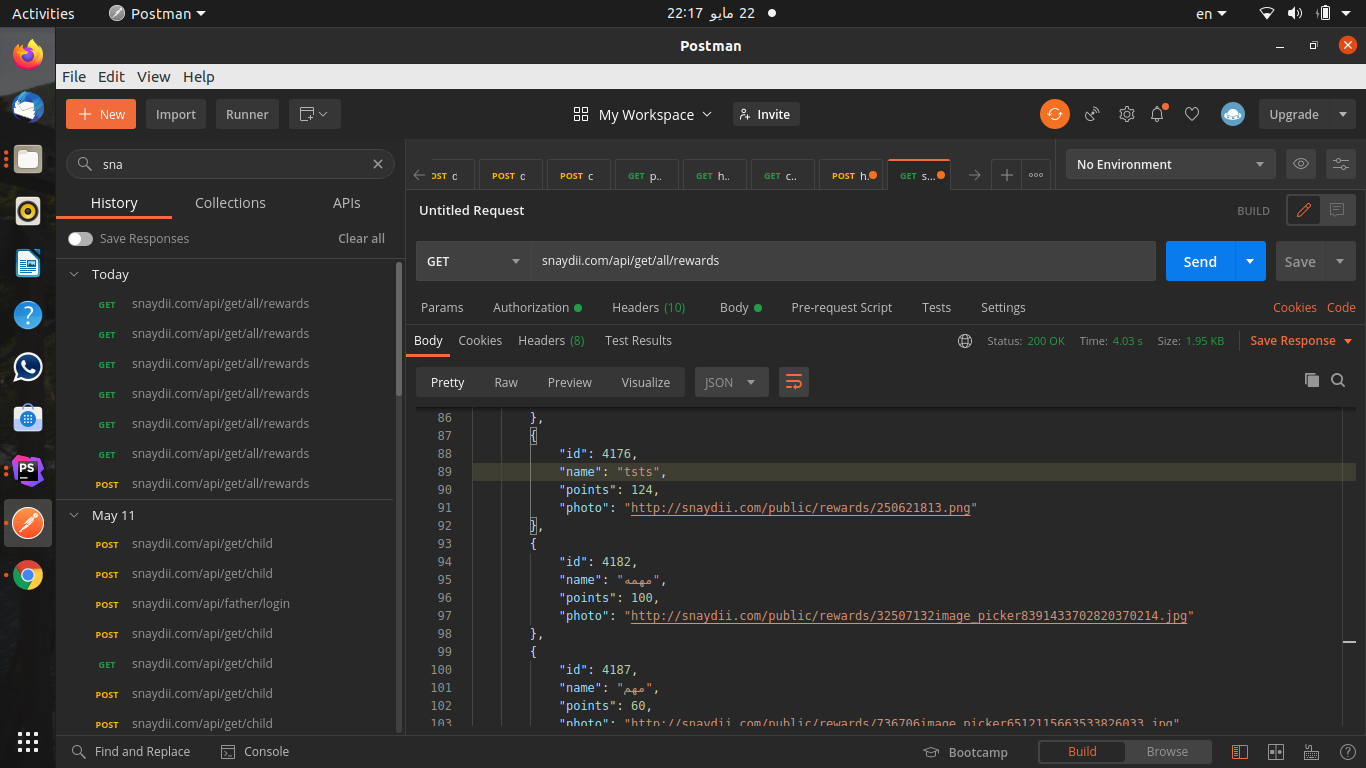 Activities Postman 22 مايو 22:17 en
Postman
File Edit View Help
New Import Runner My Workspace Invite Upgrade
sna
OST d POST d POST c GET p.. GET h.. GET c.. POST h. GET s... No Environment
History Collections APIs
Untitled Request BUILD
Save Responses Clear all
GET snaydii.com/api/get/all/rewards Send Save
Today
GET snaydii.com/api/get/all/rewards
GET snaydii.com/api/get/all/rewards
GET snaydii.com/api/get/all/rewards
GET snaydii.com/api/get/all/rewards
GET snaydii.com/api/get/all/rewards
GET snaydii.com/api/get/all/rewards
POST snaydii.com/api/get/all/rewards
May 11
POST snaydii.com/api/get/child
POST snaydii.com/api/get/child
POST snaydii.com/api/father/login
POST snaydii.com/api/get/child
GET snaydii.com/api/get/child
POST snaydii.com/api/get/child
POST snaydii.com/api/get/child
Params Authorization Headers (10) Body Pre-request Script Tests Settings Cookies Code
Body Cookies Headers (8) Test Results Status: 200 OK Time: 4.03 s Size: 1.95 KB Save Response
Pretty Raw Preview Visualize JSON
86 },
87 {
88 "id": 4176,
89 "name": "tsts",
90 "points": 124,
91 "photo": "http://snaydii.com/public/rewards/250621813.png"
92 },
93 {
94 "id": 4182,
95 "name": "مهمه",
96 "points": 100,
97 "photo": "http://snaydii.com/public/rewards/32507132image_picker8391433702820370214.jpg"
98 },
99 {
100 "id": 4187,
101 "name": "مهم",
102 "points": 60,
103 "photo": "http://snaydii.com/public/rewards/736706image_picker6512115663533826033.jpg"
PS
Find and Replace Console Bootcamp Build Browse